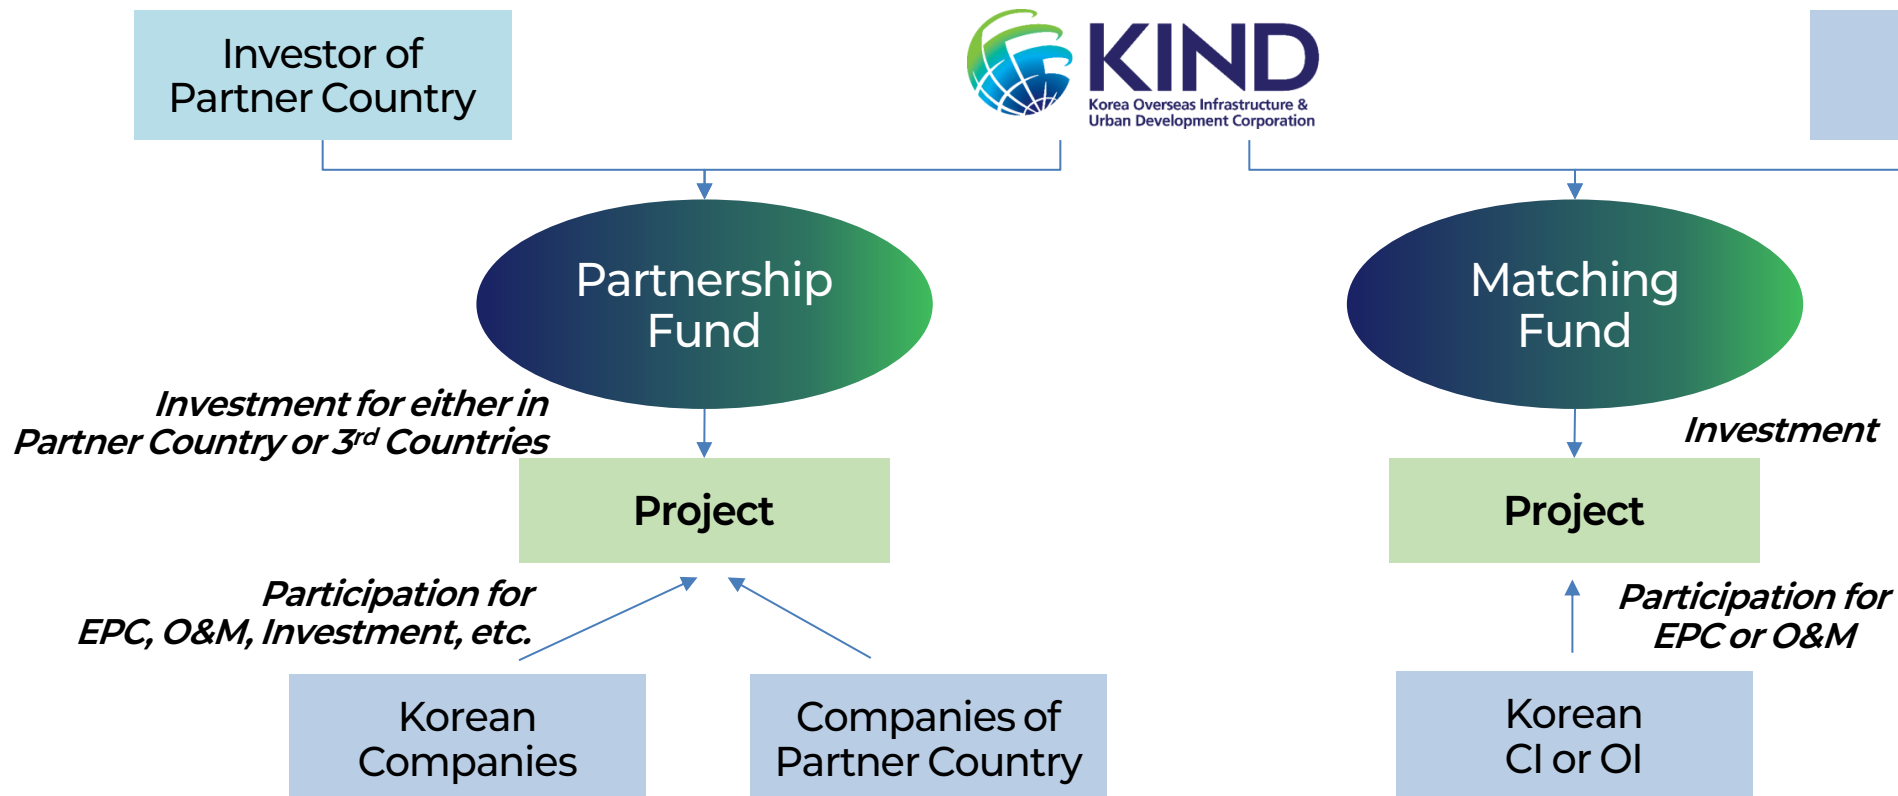 Investor of
Partner Country
KIND
Korea Overseas Infrastructure &
Urban Development Corporation
Partnership
Fund
Matching
Fund
Investment for either in
Partner Country or 3rd Countries
Investment
Project
Project
Participation for
EPC, O&M, Investment, etc.
Participation for
EPC or O&M
Korean
Companies
Companies of
Partner Country
Korean
CI or OI